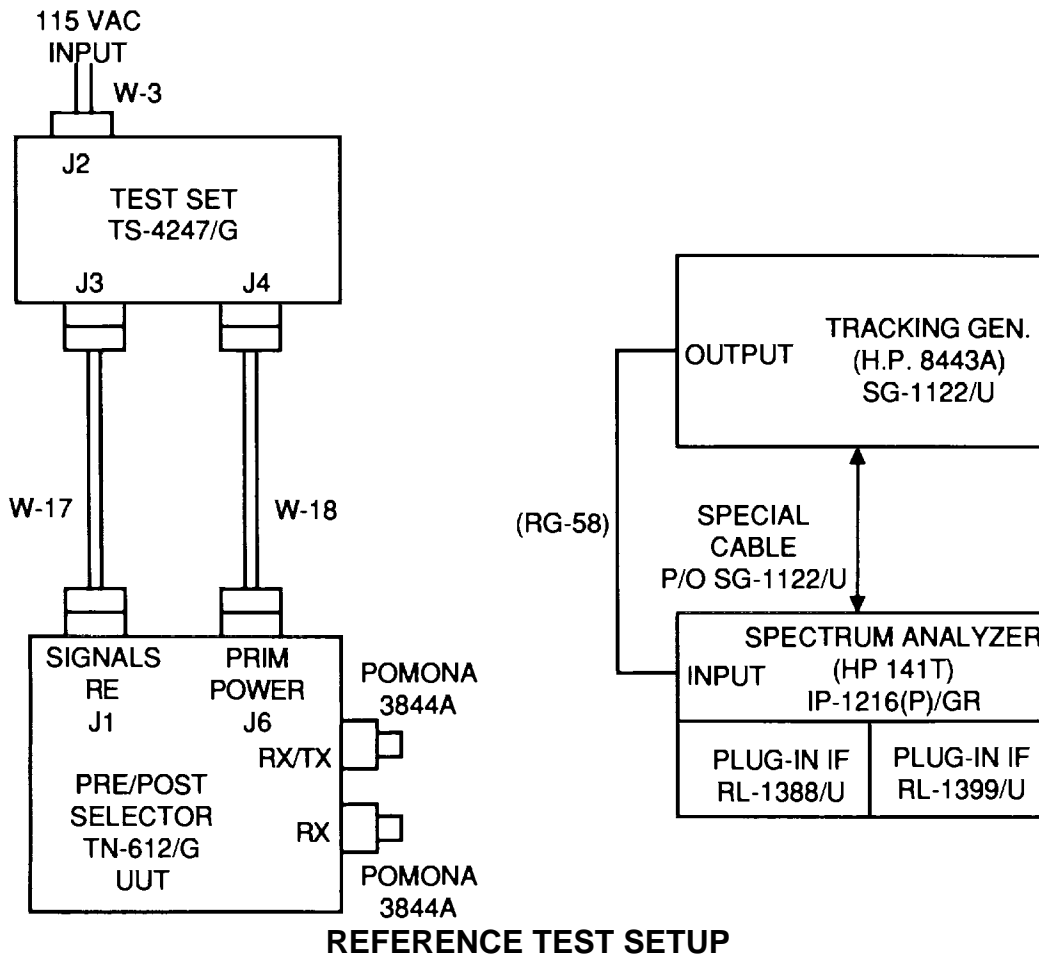 115 VAC
INPUT
W-3
J2
TEST SET
TS-4247/G
J3
J4
W-17
W-18
SIGNALS
RE
J1
PRIM
POWER
J6
POMONA
3844A
RX/TX
PRE/POST
SELECTOR
TN-612/G
UUT
RX
POMONA
3844A
OUTPUT
TRACKING GEN.
(H.P. 8443A)
SG-1122/U
(RG-58)
SPECIAL
CABLE
P/O SG-1122/U
SPECTRUM ANALYZER
(HP 141T)
IP-1216(P)/GR
INPUT
PLUG-IN IF
RL-1388/U
PLUG-IN IF
RL-1399/U
REFERENCE TEST SETUP